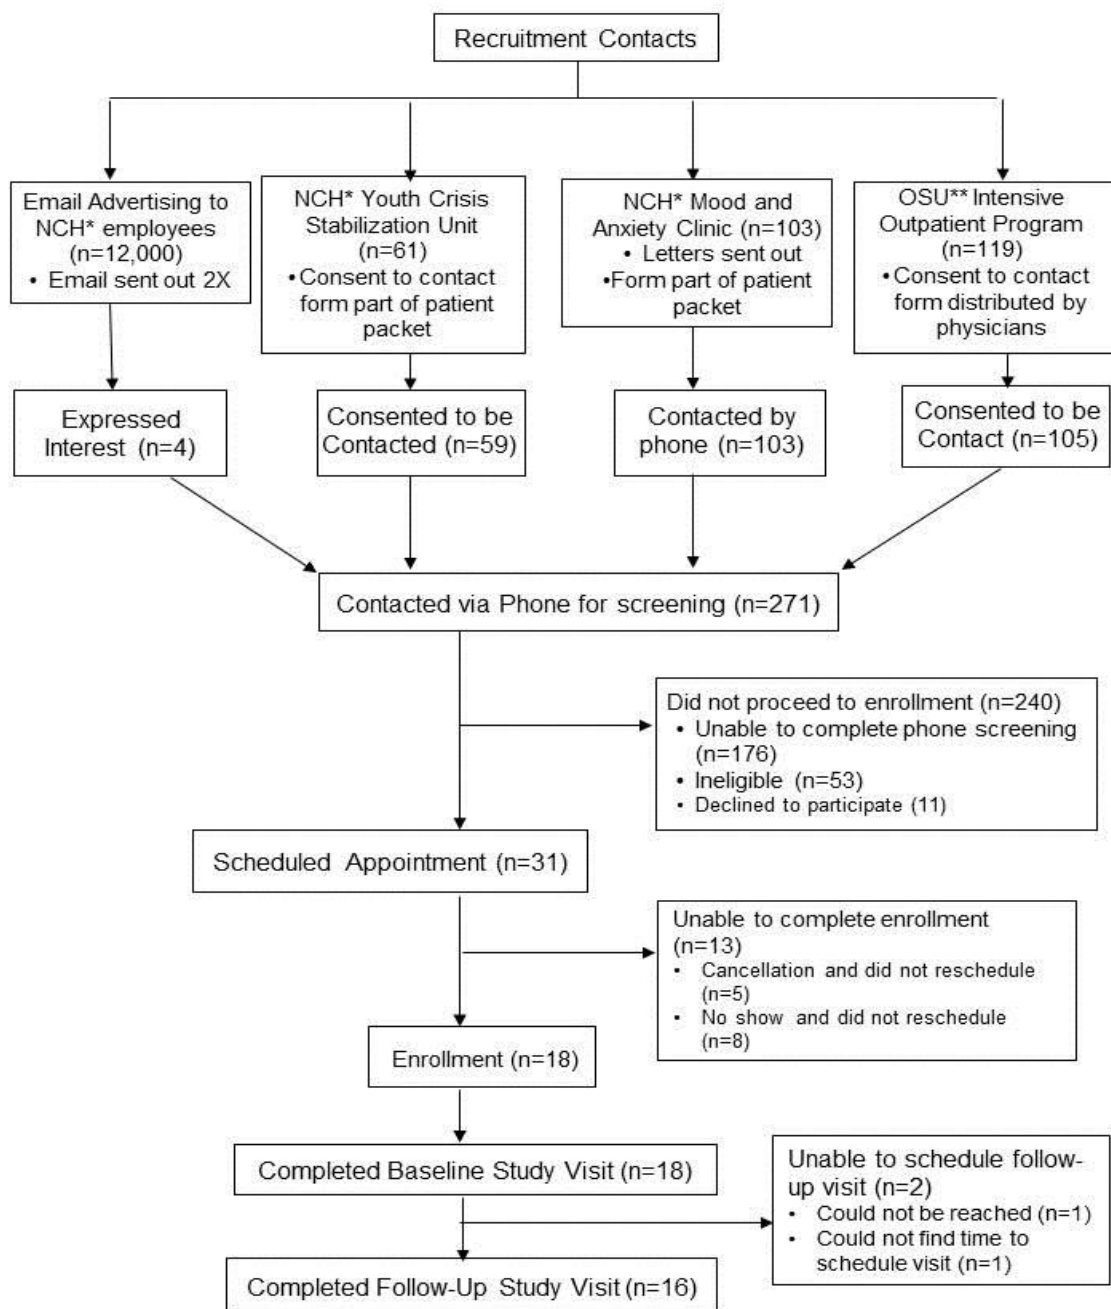 Recruitment Contacts
Email Advertising to
NCH* employees
(n=12,000)
• Email sent out 2X
NCH* Youth Crisis
Stabilization Unit
(n=61)
• Consent to contact
form part of patient
packet
NCH* Mood and
Anxiety Clinic (n=103)
• Letters sent out
•Form part of patient
packet
OSU** Intensive
Outpatient Program
(n=119)
• Consent to contact
form distributed by
physicians
Expressed
Interest (n=4)
Consented to be
Contacted (n=59)
Contacted by
phone (n=103)
Consented to be
Contact (n=105)
Contacted via Phone for screening (n=271)
Did not proceed to enrollment (n=240)
• Unable to complete phone screening
(n=176)
• Ineligible (n=53)
• Declined to participate (11)
Scheduled Appointment (n=31)
Unable to complete enrollment
(n=13)
• Cancellation and did not reschedule
(n=5)
• No show and did not reschedule
(n=8)
Enrollment (n=18)
Completed Baseline Study Visit (n=18)
Unable to schedule follow-
up visit (n=2)
• Could not be reached (n=1)
• Could not find time to
schedule visit (n=1)
Completed Follow-Up Study Visit (n=16)